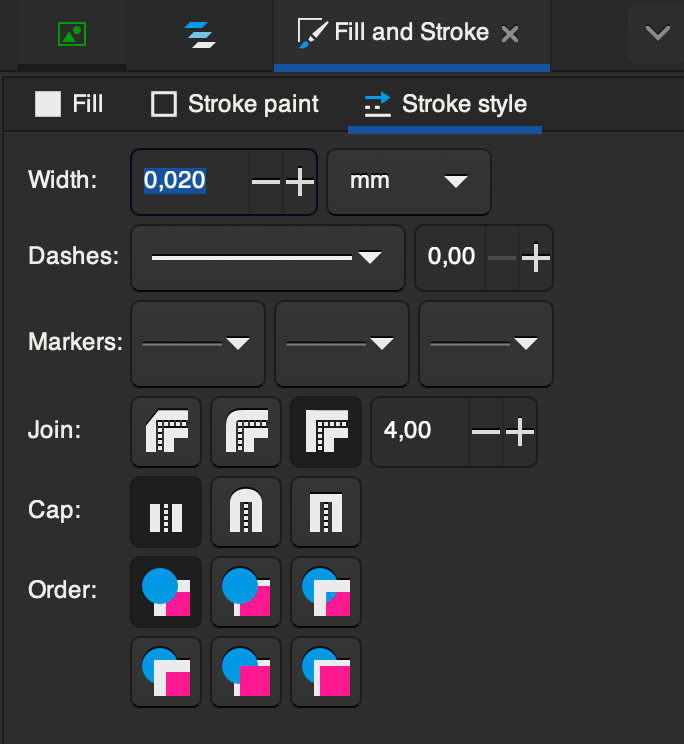 Fill and Stroke
Fill Stroke paint Stroke style
Width: 0,020 mm
Dashes: 0,00
Markers:
Join: 4,00
Cap:
Order: